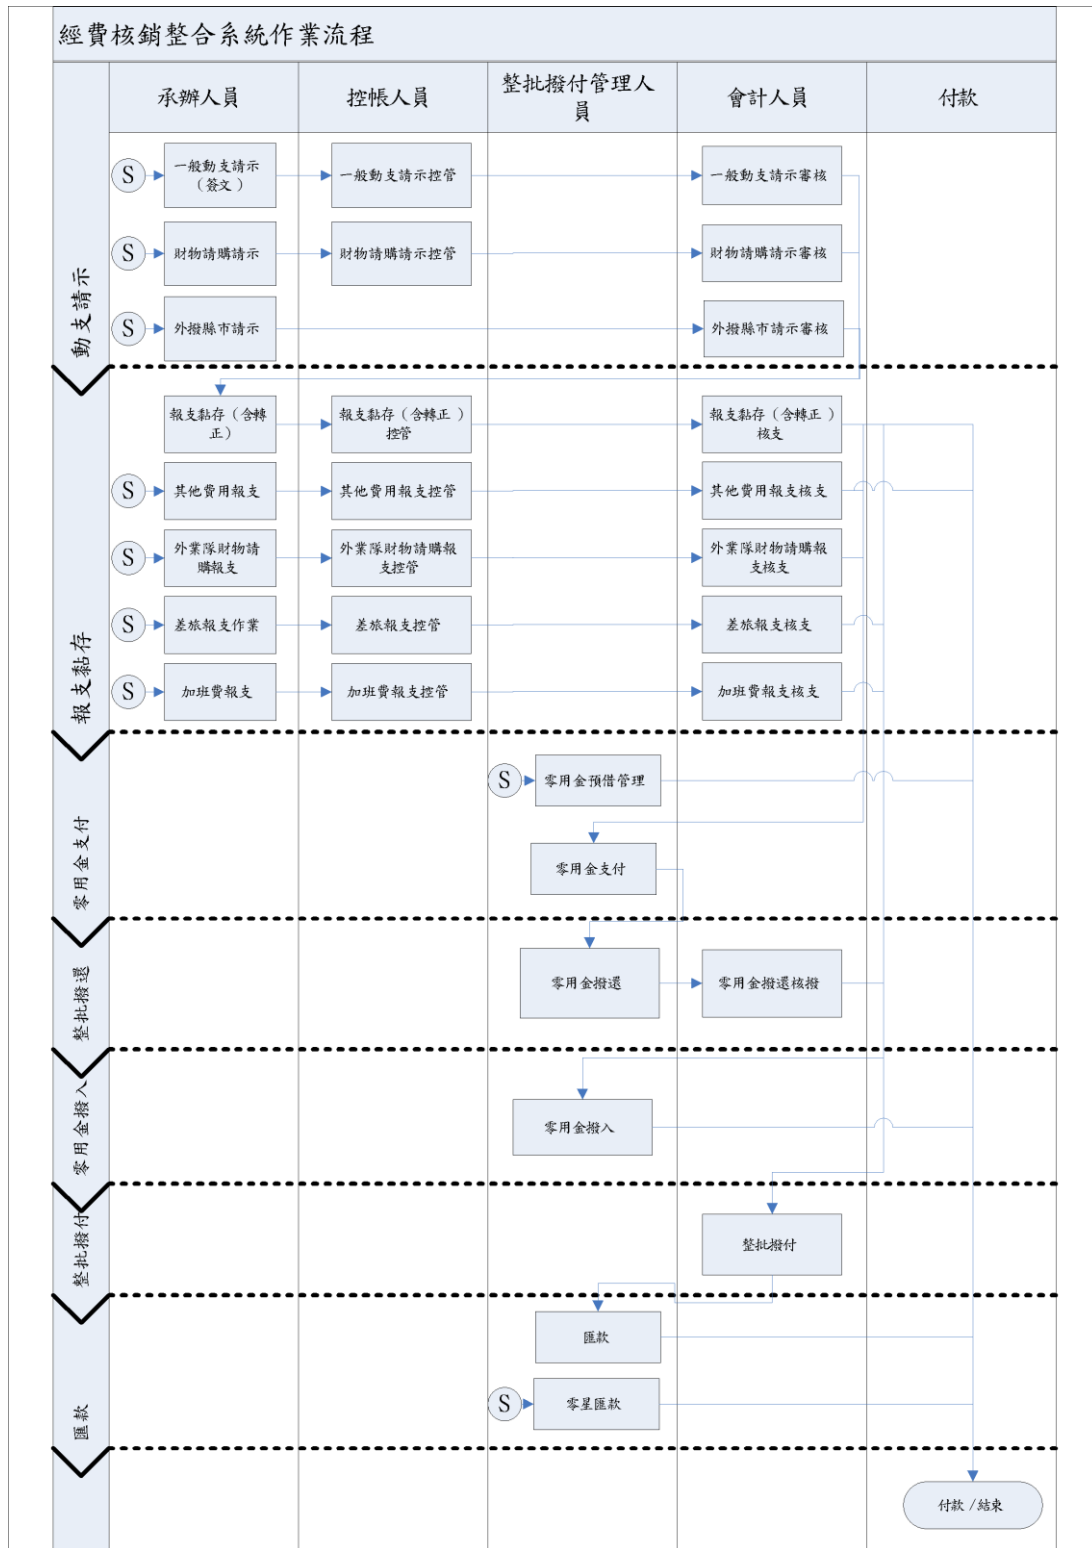 經費核銷整合系統作業流程
承辦人員
控帳人員
整批撥付管理人
員
會計人員
付款
動支請示
S
一般動支請示
（簽文）
一般動支請示控管
一般動支請示審核
S
財物請購請示
財物請購請示控管
財物請購請示審核
S
外撥縣市請示
外撥縣市請示審核
報支黏存
報支黏存（含轉
正）
報支黏存（含轉正）
控管
報支黏存（含轉正）
核支
S
其他費用報支
其他費用報支控管
其他費用報支核支
S
外業隊財物請
購報支
外業隊財物請購報
支控管
外業隊財物請購報
支核支
S
差旅報支作業
差旅報支控管
差旅報支核支
S
加班費報支
加班費報支控管
加班費報支核支
零用金支付
S
零用金預借管理
零用金支付
整批撥還
零用金撥還
零用金撥還核撥
零用金撥入
零用金撥入
整批撥付
整批撥付
匯款
匯款
S
零星匯款
付款 /結束